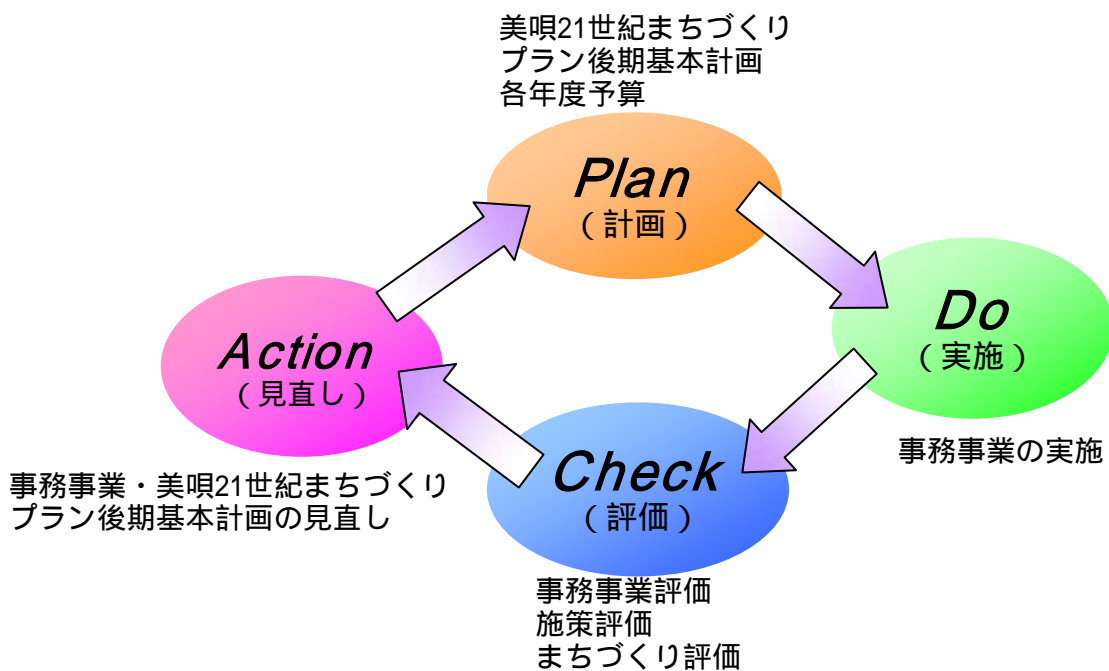 美唄21世紀まちづくり
プラン後期基本計画
各年度予算
Plan
（計画）
Do
（実施）
事務事業の実施
Check
（評価）
事務事業評価
施策評価
まちづくり評価
Action
（見直し）
事務事業・美唄21世紀まちづくり
プラン後期基本計画の見直し